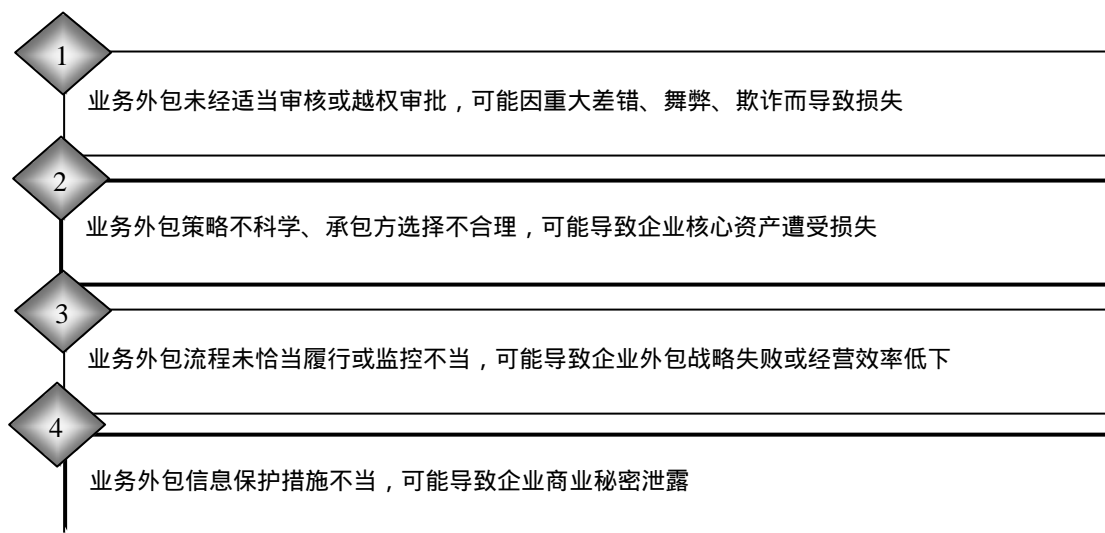 1
业务外包未经适当审核或越权审批，可能因重大差错、舞弊、欺诈而导致损失
2
业务外包策略不科学、承包方选择不合理，可能导致企业核心资产遭受损失
3
业务外包流程未恰当履行或监控不当，可能导致企业外包战略失败或经营效率低下
4
业务外包信息保护措施不当，可能导致企业商业秘密泄露